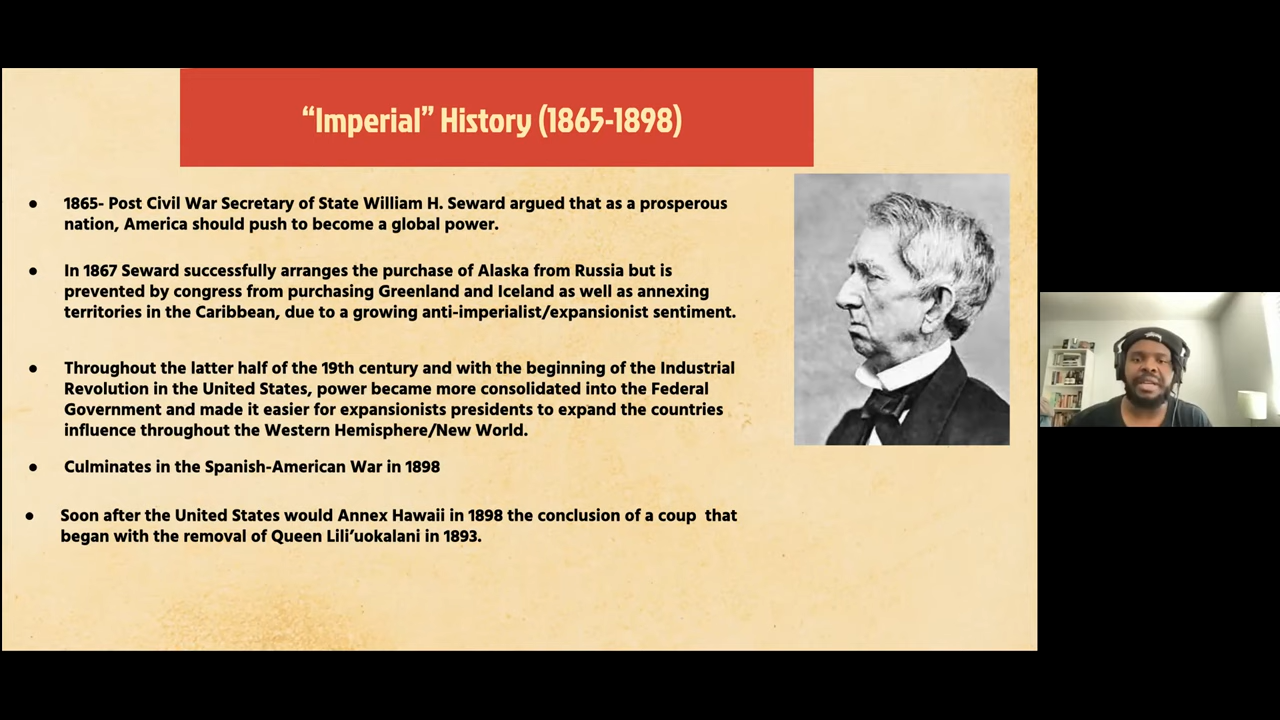 “Imperial” History (1865-1898)
● 1865- Post Civil War Secretary of State William H. Seward argued that as a prosperous
nation, America should push to become a global power.
● In 1867 Seward successfully arranges the purchase of Alaska from Russia but is
prevented by congress from purchasing Greenland and Iceland as well as annexing
territories in the Caribbean, due to a growing anti-imperialist/expansionist sentiment.
● Throughout the latter half of the 19th century and with the beginning of the Industrial
Revolution in the United States, power became more consolidated into the Federal
Government and made it easier for expansionists presidents to expand the countries
influence throughout the Western Hemisphere/New World.
● Culminates in the Spanish-American War in 1898
● Soon after the United States would Annex Hawaii in 1898 the conclusion of a coup  that
began with the removal of Queen Lili’uokalani in 1893.